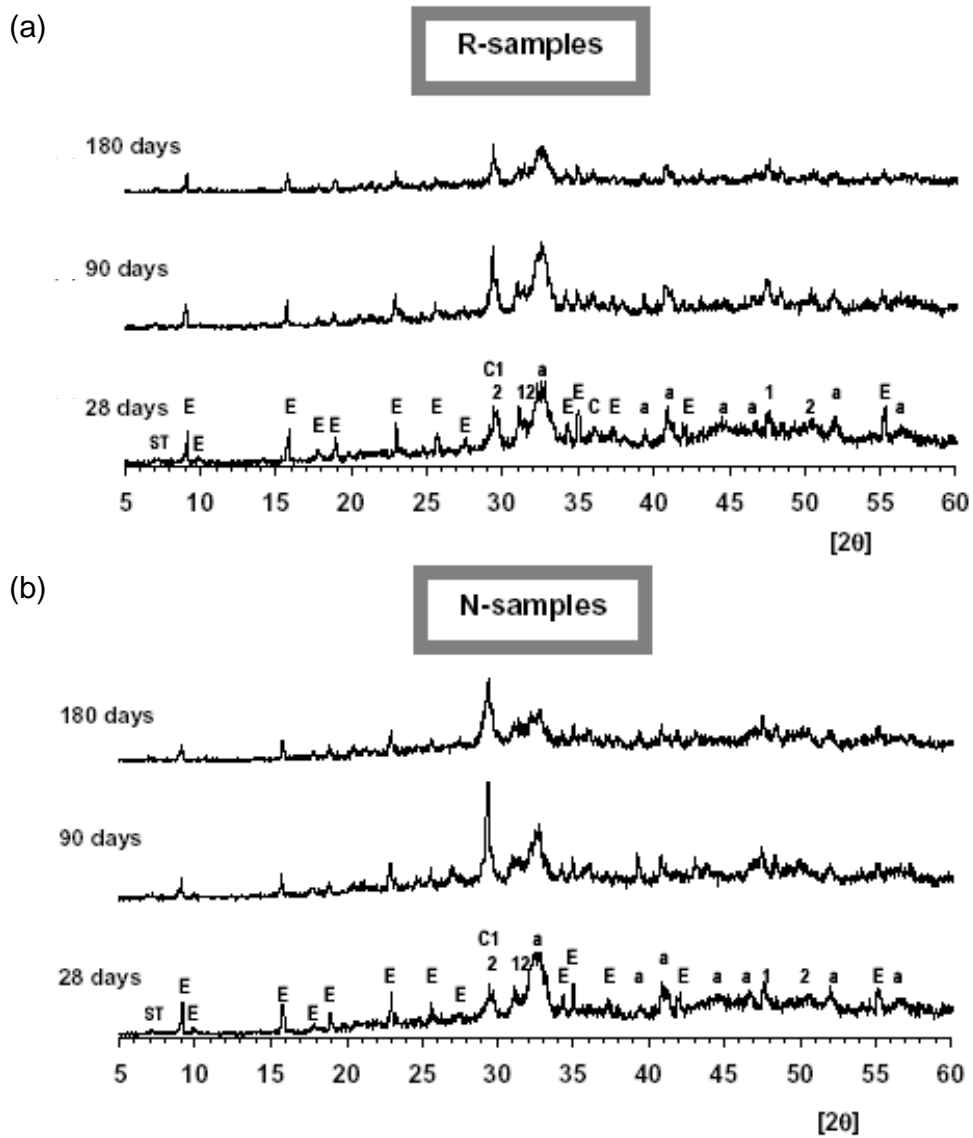 (a)
R-samples
180 days
90 days
28 days
ST E E E E E E E E C1 2 12 a E E C E a a E a a 1 2 a E a
5 10 15 20 25 30 35 40 45 50 55 60
[2θ]
(b)
N-samples
180 days
90 days
28 days
ST E E E E E E E E C1 2 12 a E E E a a E a a 1 2 a E a
5 10 15 20 25 30 35 40 45 50 55 60
[2θ]